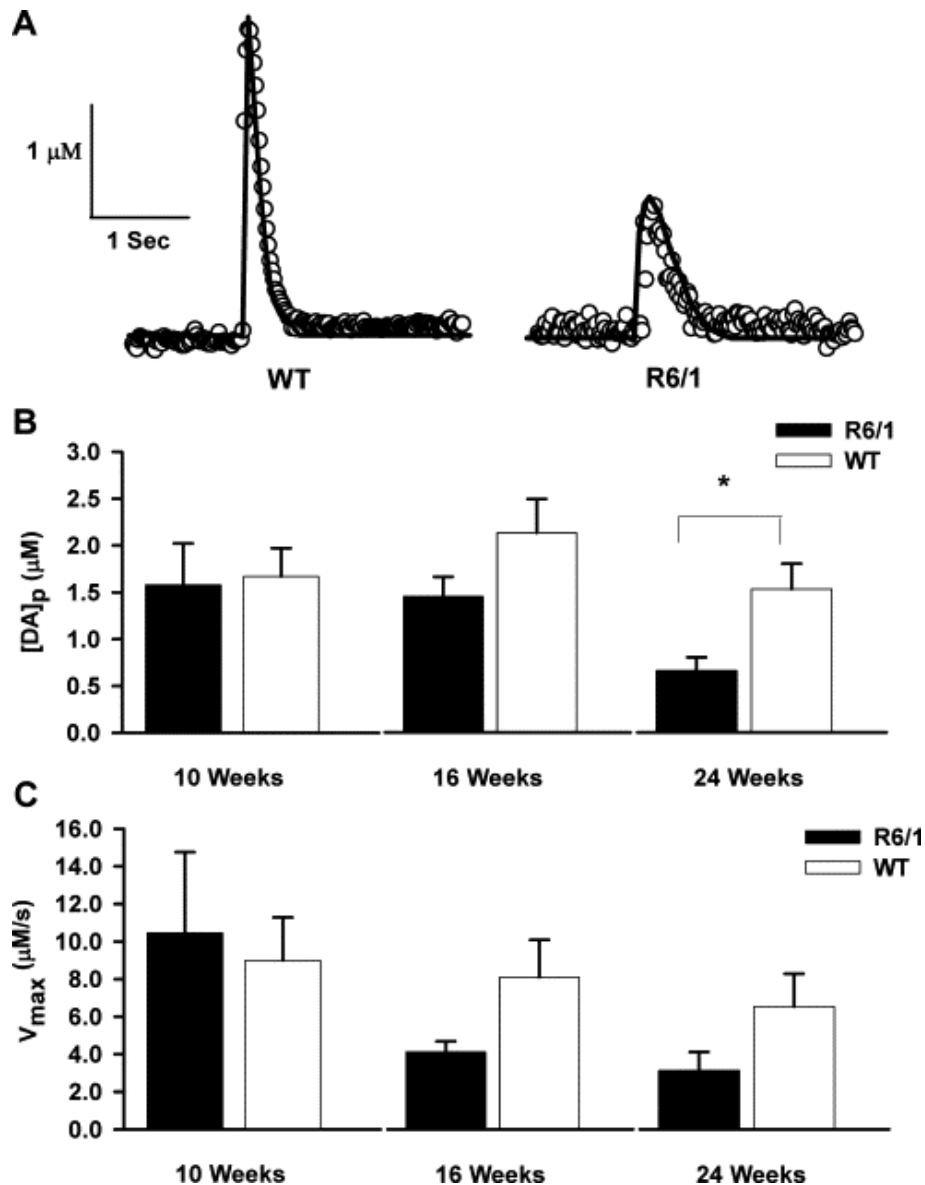 A
1 μM
1 Sec
WT
R6/1
B
R6/1
WT
*
[DA]p (μM)
3.0
2.5
2.0
1.5
1.0
0.5
0.0
10 Weeks
16 Weeks
24 Weeks
C
R6/1
WT
Vmax (μM/s)
16.0
14.0
12.0
10.0
8.0
6.0
4.0
2.0
0.0
10 Weeks
16 Weeks
24 Weeks